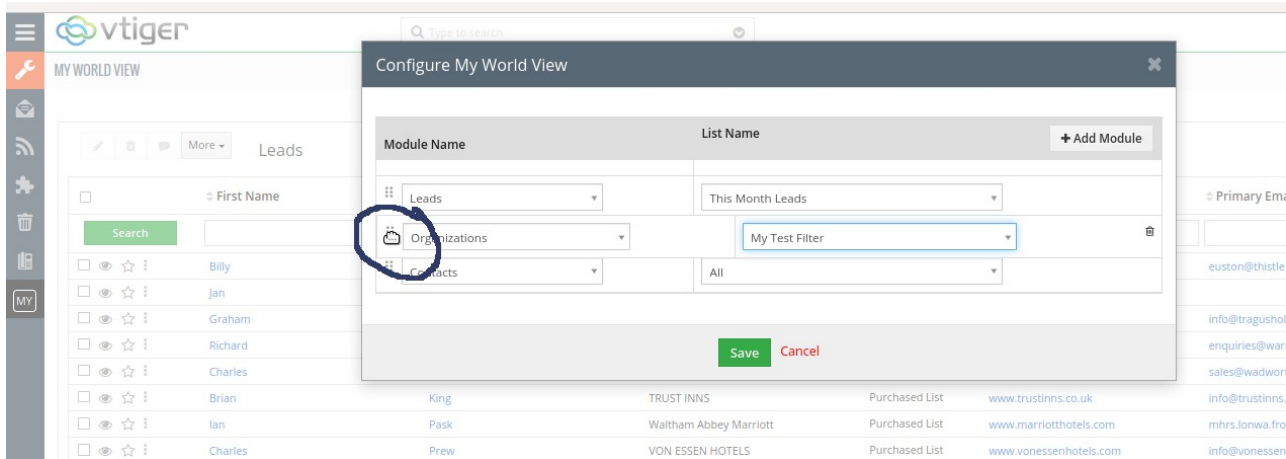 vtiger
Type to search
MY WORLD VIEW
Configure My World View
Module Name
List Name
+ Add Module
Leads
This Month Leads
Organizations
My Test Filter
Contacts
All
Save
Cancel
More
Leads
First Name
Primary Ema
Search
Billy
euston@thistle
Jan
Graham
info@tragushol
Richard
enquiries@war
Charles
sales@wadwort
Brian King TRUST INNS Purchased List www.trustinns.co.uk info@trustinns.
Ian Pask Waltham Abbey Marriott Purchased List www.marriotthotels.com mhrs.lonwa.fro
Charles Prew VON ESSEN HOTELS Purchased List www.vonessenhotels.com info@vonessen
MY